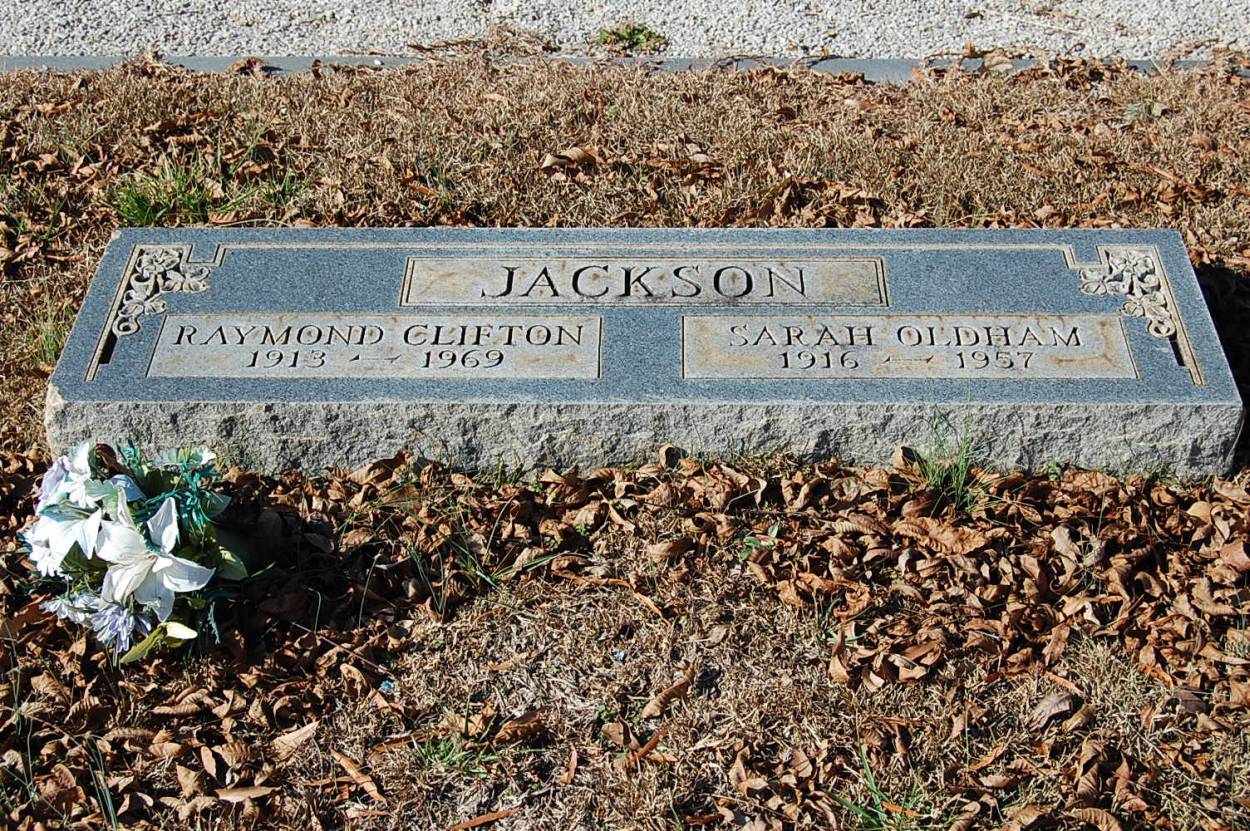 JACKSON
RAYMOND CLIFTON
1913 — 1969
SARAH OLDHAM
1916 — 1957